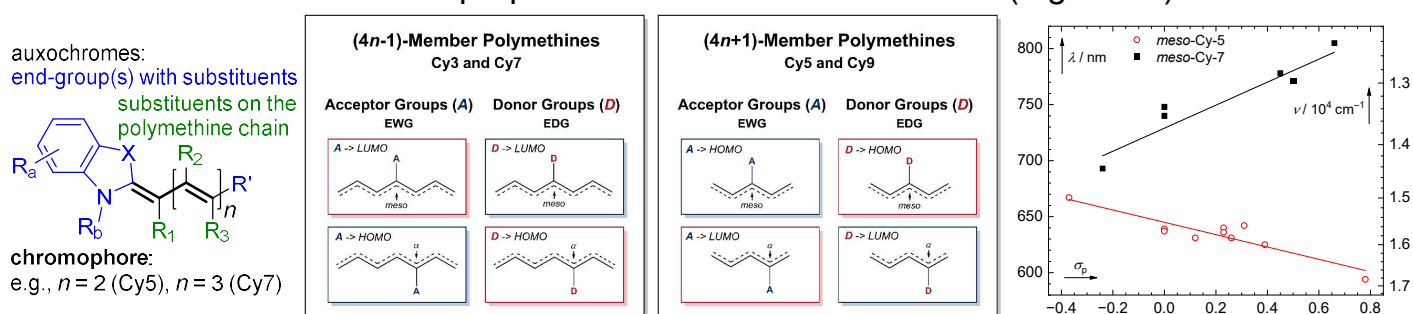 auxochromes:
end-group(s) with substituents
substituents on the
polymethine chain
X
R2
Ra
R'
N
n
Rb
R1
R3
chromophore:
e.g., n = 2 (Cy5), n = 3 (Cy7)
(4n-1)-Member Polymethines
Cy3 and Cy7
Acceptor Groups (A)
EWG
Donor Groups (D)
EDG
A -> LUMO
A
meso
D -> LUMO
D
meso
A -> HOMO
α
A
D -> HOMO
α
D
(4n+1)-Member Polymethines
Cy5 and Cy9
Acceptor Groups (A)
EWG
Donor Groups (D)
EDG
A -> HOMO
A
meso
D -> HOMO
D
meso
A -> LUMO
α
A
D -> LUMO
α
D
meso-Cy-5
meso-Cy-7
λ / nm
ν / 10⁴ cm⁻¹
σp
800
750
700
650
600
1.3
1.4
1.5
1.6
1.7
−0.4 −0.2 0.0 0.2 0.4 0.6 0.8